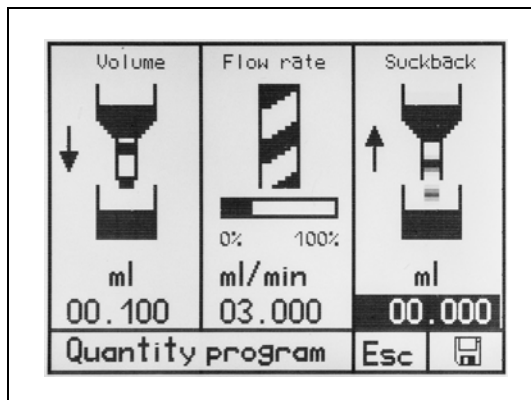 Volume Flow rate Suckback
0% 100%
ml ml/min ml
00.100 03.000 00.000
Quantity program Esc